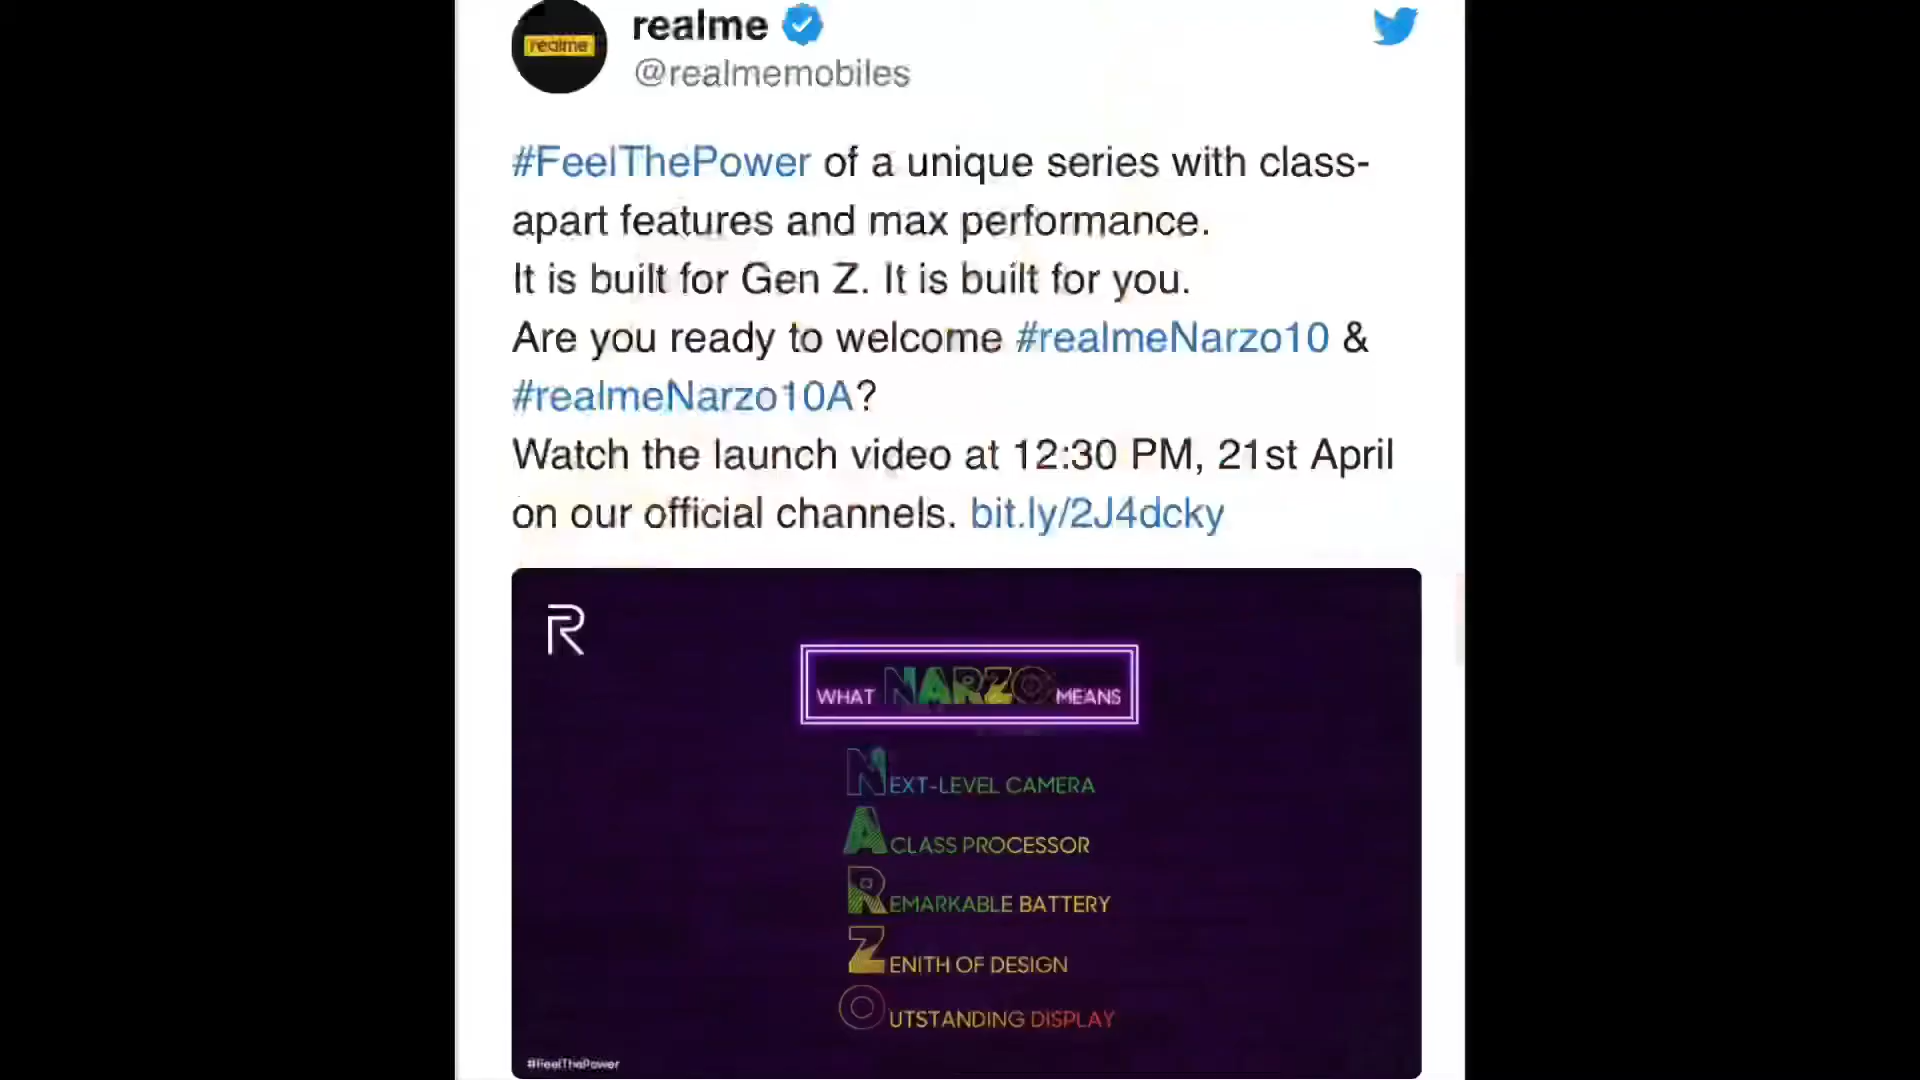 realme
realme
@realmemobiles
#FeelThePower of a unique series with class-
apart features and max performance.
It is built for Gen Z. It is built for you.
Are you ready to welcome #realmeNarzo10 &
#realmeNarzo10A?
Watch the launch video at 12:30 PM, 21st April
on our official channels. bit.ly/2J4dcky
R
WHAT NARZO MEANS
NEXT-LEVEL CAMERA
A CLASS PROCESSOR
REMARKABLE BATTERY
ZENITH OF DESIGN
OUTSTANDING DISPLAY
#FeelThePower